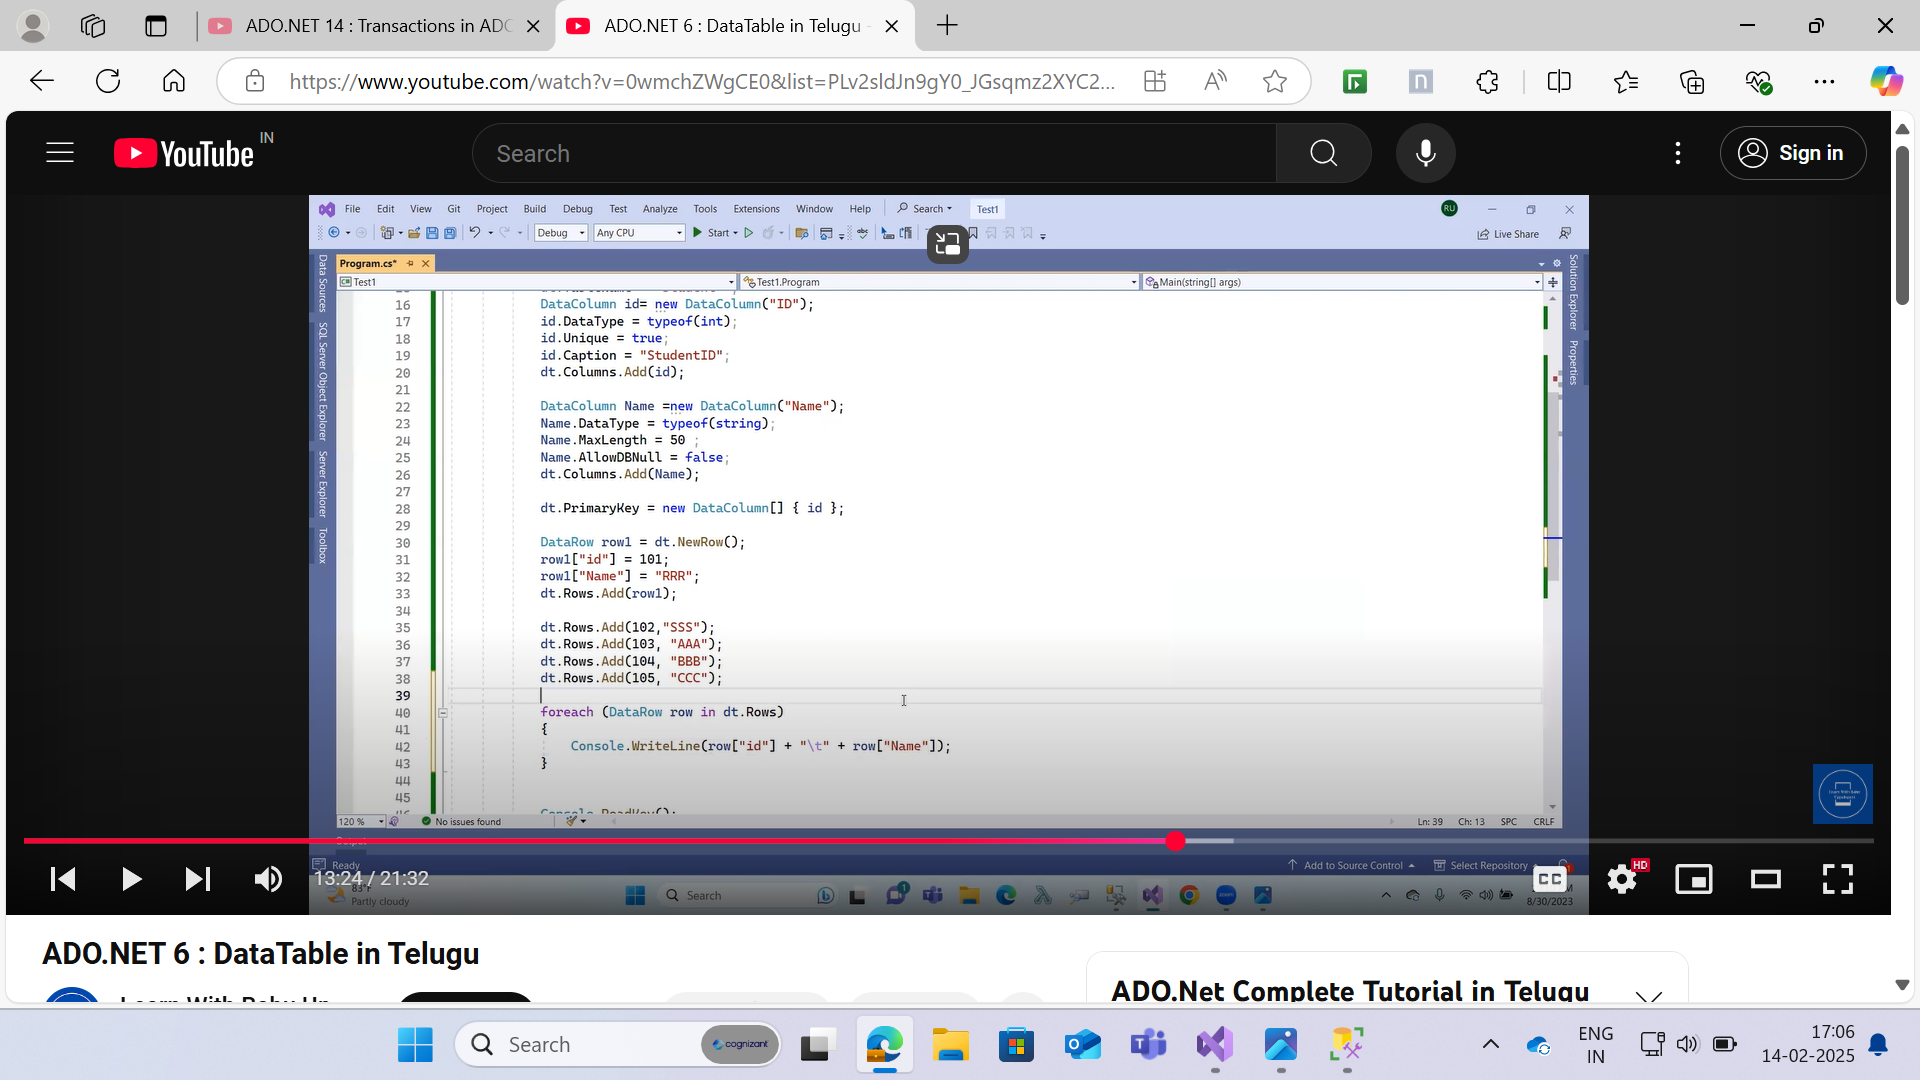 ADO.NET 14 : Transactions in ADO
ADO.NET 6 : DataTable in Telugu -
https://www.youtube.com/watch?v=0wmchZWgCE0&list=PLv2sldJn9gY0_JGsqmz2XYC2...
YouTube IN
Search
Sign in
File Edit View Git Project Build Debug Test Analyze Tools Extensions Window Help Search Test1 RU
Debug Any CPU Start Live Share
Program.cs*
Test1 Test1.Program Main(string[] args)
Data Sources
SQL Server Object Explorer
Server Explorer
Toolbox
Solution Explorer
Properties
16 DataColumn id= new DataColumn("ID");
17 id.DataType = typeof(int);
18 id.Unique = true;
19 id.Caption = "StudentID";
20 dt.Columns.Add(id);
21
22 DataColumn Name =new DataColumn("Name");
23 Name.DataType = typeof(string);
24 Name.MaxLength = 50 ;
25 Name.AllowDBNull = false;
26 dt.Columns.Add(Name);
27
28 dt.PrimaryKey = new DataColumn[] { id };
29
30 DataRow row1 = dt.NewRow();
31 row1["id"] = 101;
32 row1["Name"] = "RRR";
33 dt.Rows.Add(row1);
34
35 dt.Rows.Add(102,"SSS");
36 dt.Rows.Add(103, "AAA");
37 dt.Rows.Add(104, "BBB");
38 dt.Rows.Add(105, "CCC");
39
40 foreach (DataRow row in dt.Rows)
41 {
42 Console.WriteLine(row["id"] + "\t" + row["Name"]);
43 }
44
45
Console.ReadKey();
120 % No issues found Ln: 39 Ch: 13 SPC CRLF
Ready Add to Source Control Select Repository
13:24 / 21:32 CC HD
83°F
Partly cloudy
Search
8/30/2023
ADO.NET 6 : DataTable in Telugu
ADO.Net Complete Tutorial in Telugu
Search cognizant
ENG
IN
17:06
14-02-2025